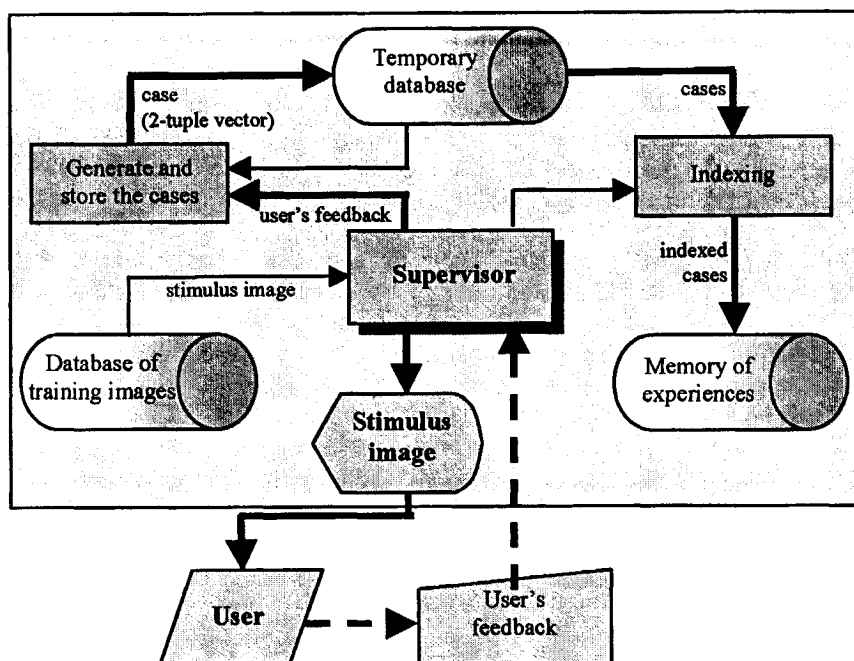 Temporary
database
case
(2-tuple vector)
cases
Generate and
store the cases
Indexing
user's feedback
Supervisor
indexed
cases
stimulus image
Database of
training images
Memory of
experiences
Stimulus
image
User
User's
feedback